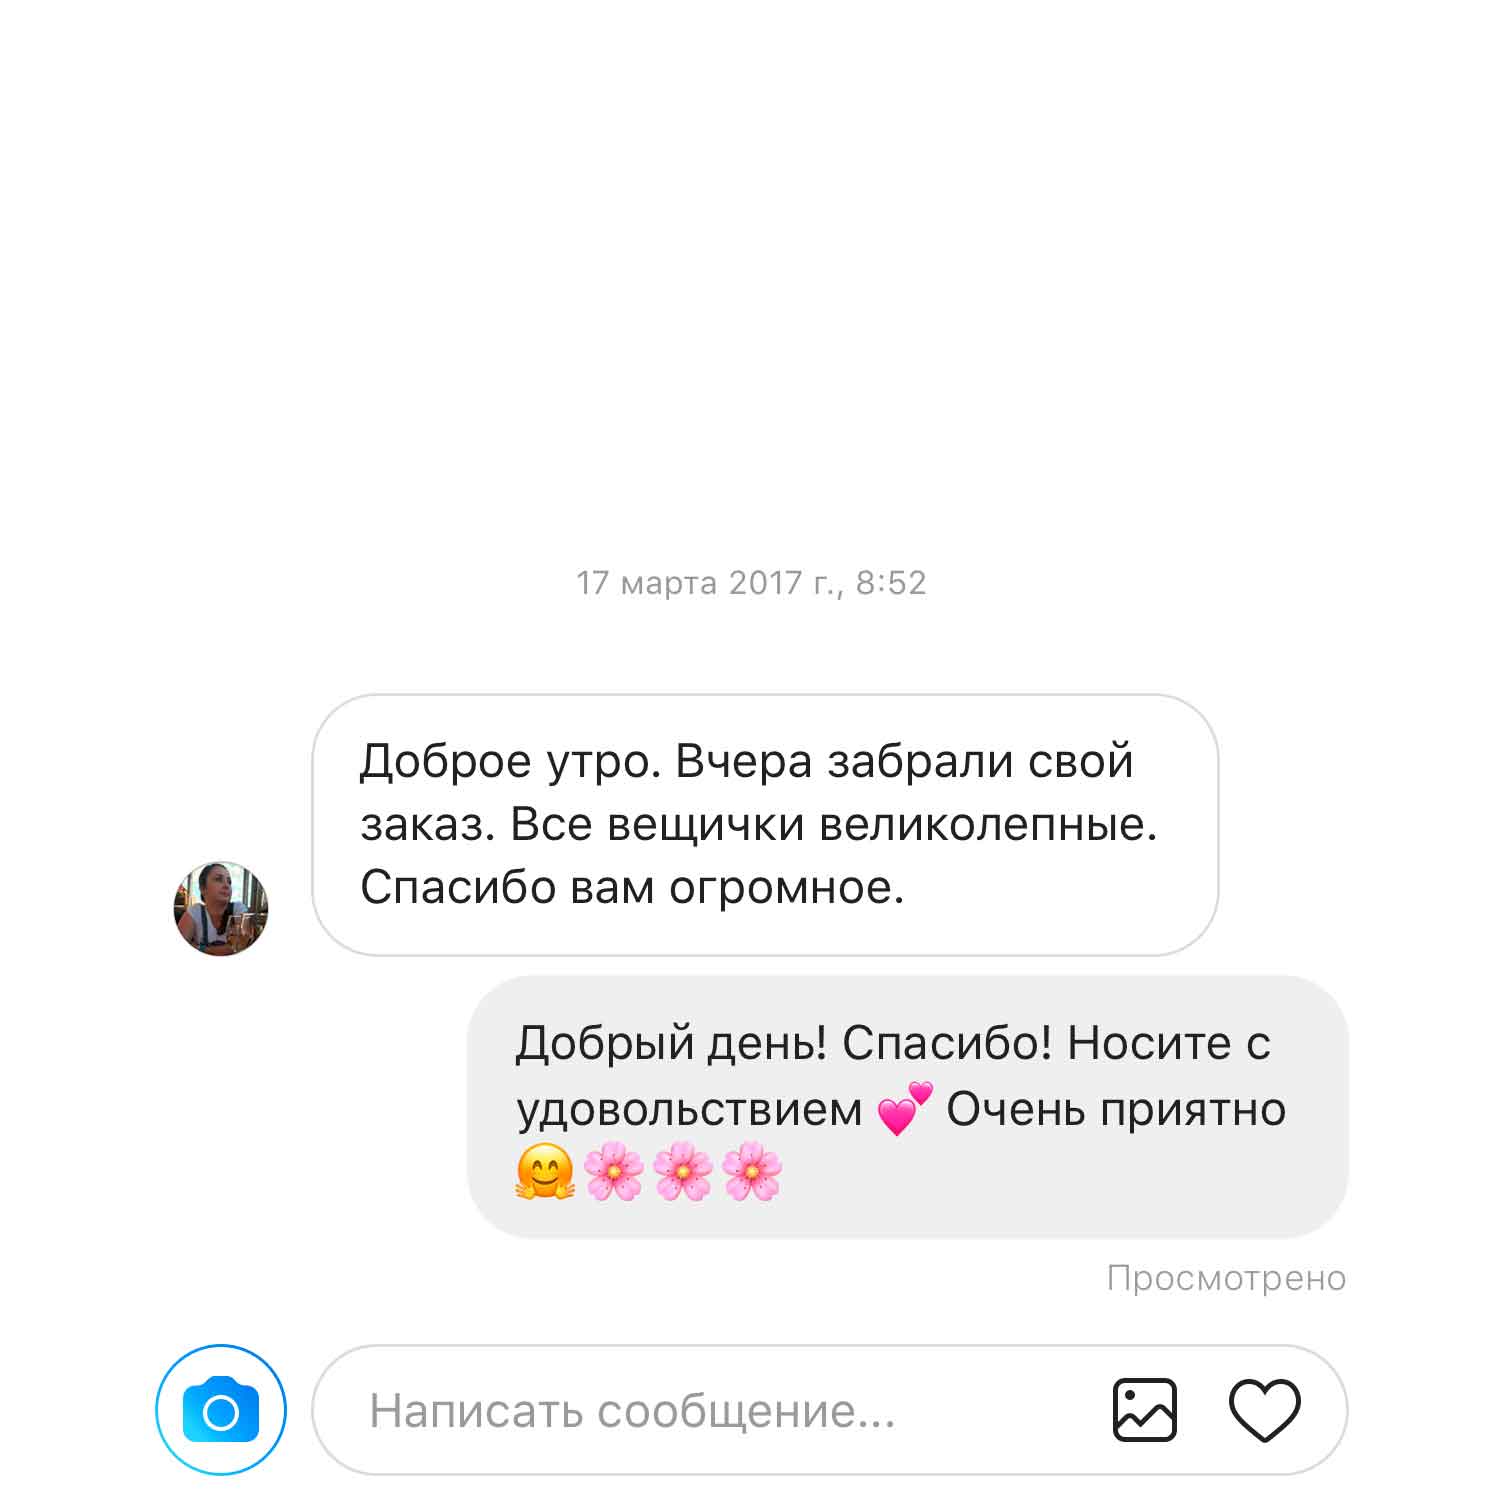 17 марта 2017 г., 8:52
Доброе утро. Вчера забрали свой
заказ. Все вещички великолепные.
Спасибо вам огромное.
Добрый день! Спасибо! Носите с
удовольствием 💕 Очень приятно
🤗🌸🌸🌸
Просмотрено
Написать сообщение...